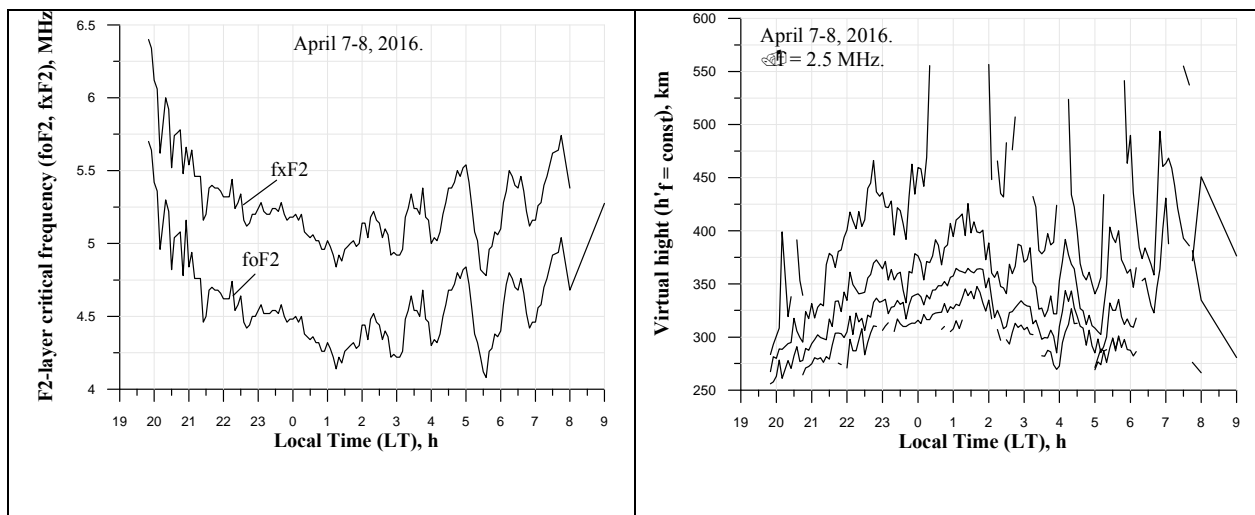 F2-layer critical frequency (foF2, fxF2), MHz
6.5
6
5.5
5
4.5
4
April 7-8, 2016.
fxF2
foF2
19 20 21 22 23 0 1 2 3 4 5 6 7 8 9
Local Time (LT), h
Virtual hight (h'f = const), km
600
550
500
450
400
350
300
250
April 7-8, 2016.
= 2.5 MHz.
19 20 21 22 23 0 1 2 3 4 5 6 7 8 9
Local Time (LT), h